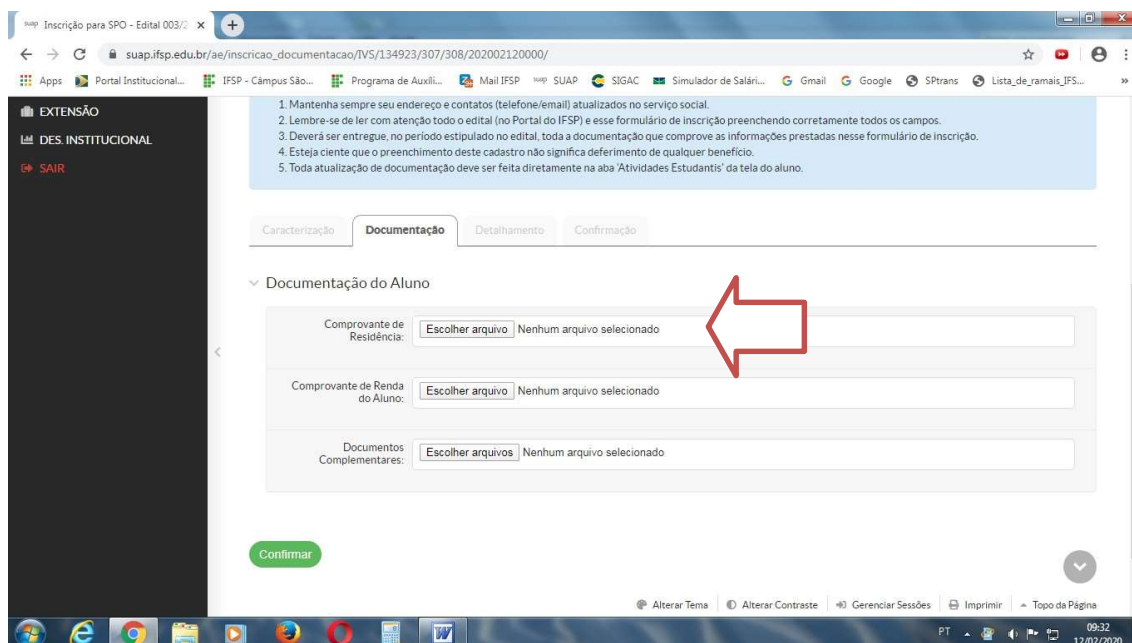 suap Inscrição para SPO - Edital 003/2
suap.ifsp.edu.br/ae/inscricao_documentacao/IVS/134923/307/308/202002120000/
Apps Portal Institucional... IFSP - Câmpus São... Programa de Auxíli... Mail IFSP suap SUAP SIGAC Simulador de Salári... Gmail Google SPtrans Lista_de_ramais_IFS... »
EXTENSÃO
DES. INSTITUCIONAL
SAIR
1. Mantenha sempre seu endereço e contatos (telefone/email) atualizados no serviço social.
2. Lembre-se de ler com atenção todo o edital (no Portal do IFSP) e esse formulário de inscrição preenchendo corretamente todos os campos.
3. Deverá ser entregue, no período estipulado no edital, toda a documentação que comprove as informações prestadas nesse formulário de inscrição.
4. Esteja ciente que o preenchimento deste cadastro não significa deferimento de qualquer benefício.
5. Toda atualização de documentação deve ser feita diretamente na aba 'Atividades Estudantis' da tela do aluno.
Caracterização Documentação Detalhamento Confirmação
Documentação do Aluno
Comprovante de
Residência:
Escolher arquivo Nenhum arquivo selecionado
Comprovante de Renda
do Aluno:
Escolher arquivo Nenhum arquivo selecionado
Documentos
Complementares:
Escolher arquivos Nenhum arquivo selecionado
Confirmar
Alterar Tema Alterar Contraste Gerenciar Sessões Imprimir Topo da Página
PT 09:32
12/02/2020